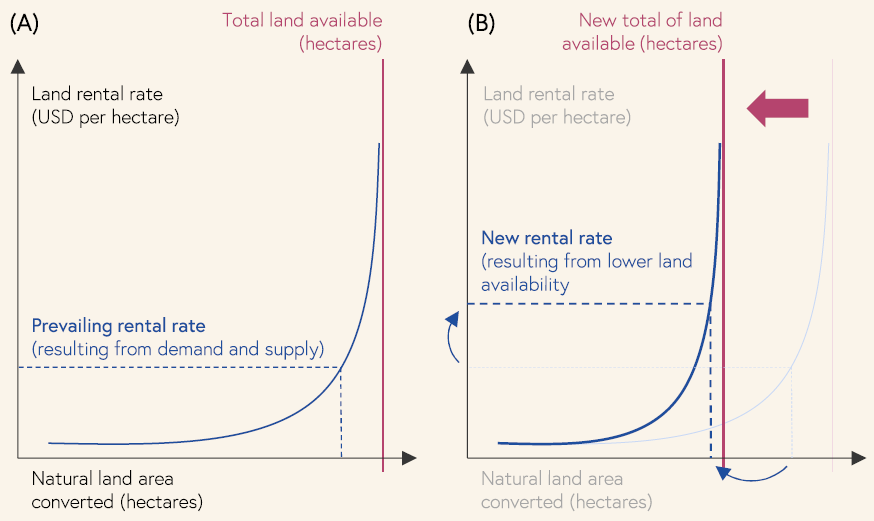 (A)
Total land available
(hectares)
Land rental rate
(USD per hectare)
Prevailing rental rate
(resulting from demand and supply)
Natural land area
converted (hectares)
(B)
New total of land
available (hectares)
Land rental rate
(USD per hectare)
New rental rate
(resulting from lower land
availability
Natural land area
converted (hectares)